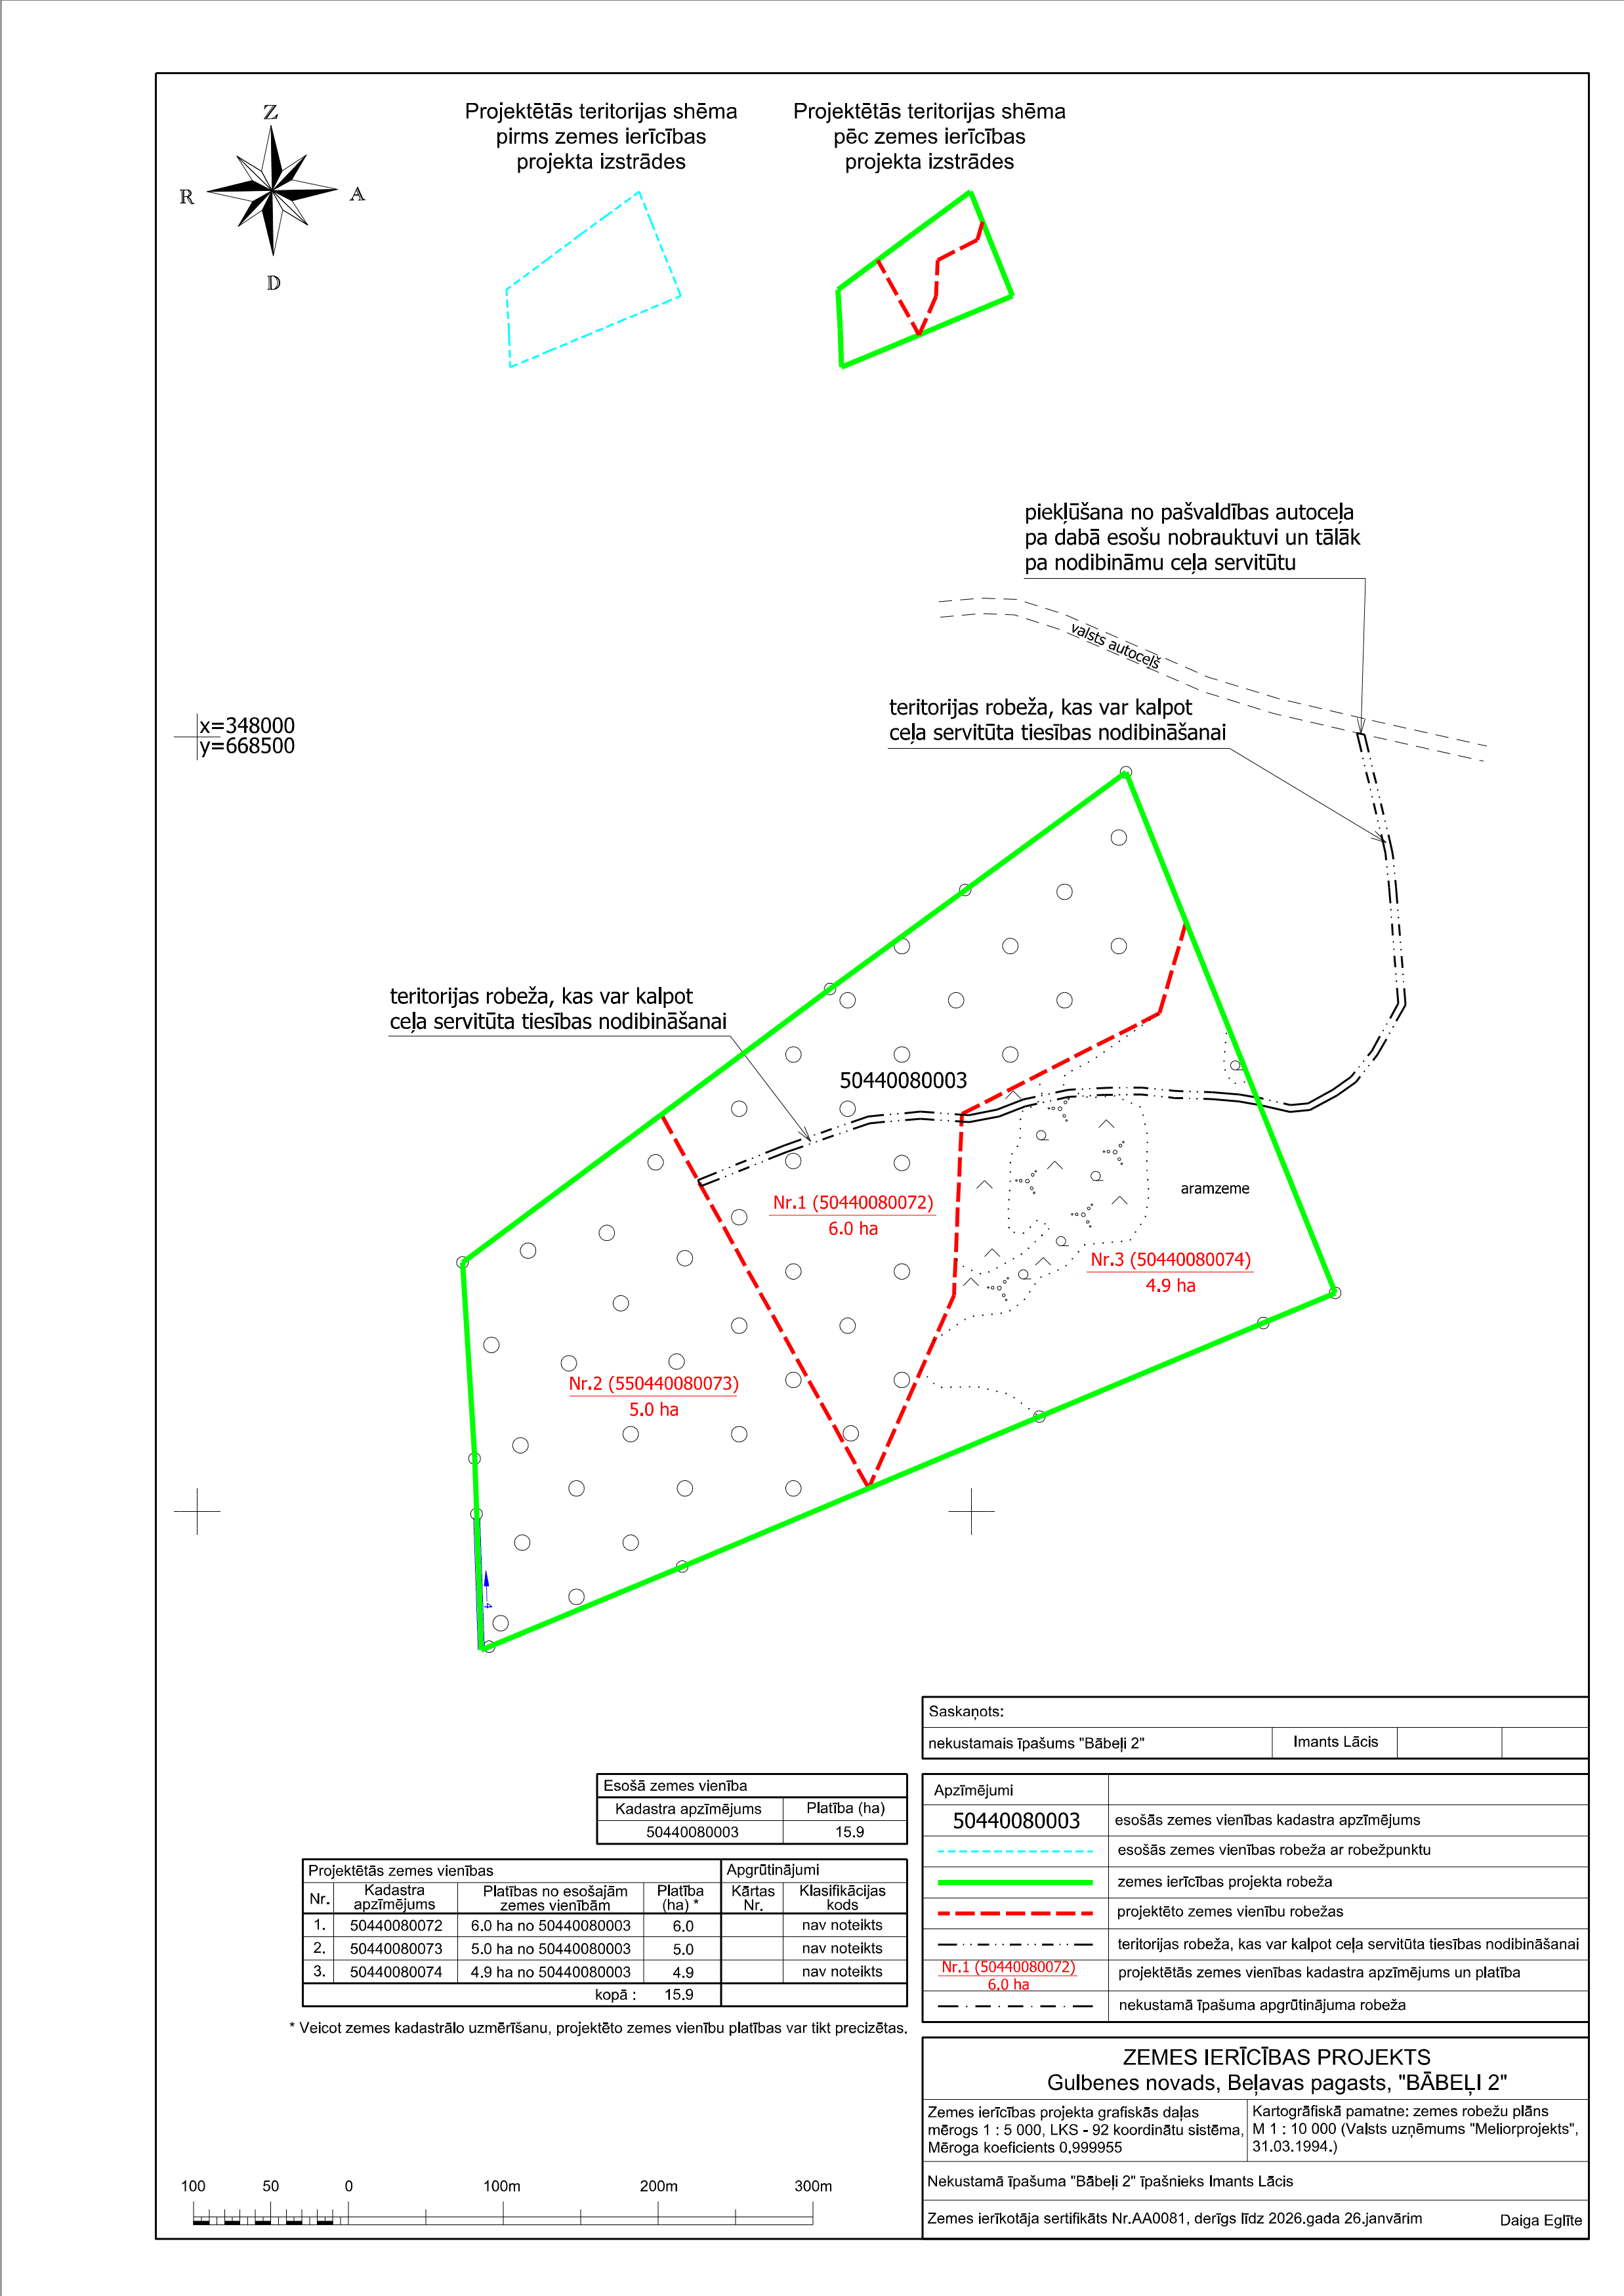 Z
R
A
D
Projektētās teritorijas shēma
pirms zemes ierīcības
projekta izstrādes
Projektētās teritorijas shēma
pēc zemes ierīcības
projekta izstrādes
piekļūšana no pašvaldības autoceļa
pa dabā esošu nobrauktuvi un tālāk
pa nodibināmu ceļa servitūtu
valsts autoceļš
teritorijas robeža, kas var kalpot
ceļa servitūta tiesības nodibināšanai
x=348000
y=668500
teritorijas robeža, kas var kalpot
ceļa servitūta tiesības nodibināšanai
50440080003
aramzeme
Nr.1 (50440080072)
6.0 ha
Nr.3 (50440080074)
4.9 ha
Nr.2 (550440080073)
5.0 ha
4
Saskaņots:
nekustamais īpašums "Bābeļi 2" Imants Lācis
Esošā zemes vienība
Kadastra apzīmējums Platība (ha)
50440080003 15.9
Projektētās zemes vienības Apgrūtinājumi
Nr. Kadastra apzīmējums Platības no esošajām zemes vienībām Platība (ha) * Kārtas Nr. Klasifikācijas kods
1. 50440080072 6.0 ha no 50440080003 6.0 nav noteikts
2. 50440080073 5.0 ha no 50440080003 5.0 nav noteikts
3. 50440080074 4.9 ha no 50440080003 4.9 nav noteikts
kopā : 15.9
* Veicot zemes kadastrālo uzmērīšanu, projektēto zemes vienību platības var tikt precizētas.
Apzīmējumi
50440080003 esošās zemes vienības kadastra apzīmējums
esošās zemes vienības robeža ar robežpunktu
zemes ierīcības projekta robeža
projektēto zemes vienību robežas
teritorijas robeža, kas var kalpot ceļa servitūta tiesības nodibināšanai
Nr.1 (50440080072)
6.0 ha
projektētās zemes vienības kadastra apzīmējums un platība
nekustamā īpašuma apgrūtinājuma robeža
ZEMES IERĪCĪBAS PROJEKTS
Gulbenes novads, Beļavas pagasts, "BĀBEĻI 2"
Zemes ierīcības projekta grafiskās daļas
mērogs 1 : 5 000, LKS - 92 koordinātu sistēma,
Mēroga koeficients 0,999955
Kartogrāfiskā pamatne: zemes robežu plāns
M 1 : 10 000 (Valsts uzņēmums "Meliorprojekts",
31.03.1994.)
Nekustamā īpašuma "Bābeļi 2" īpašnieks Imants Lācis
Zemes ierīkotāja sertifikāts Nr.AA0081, derīgs līdz 2026.gada 26.janvārim Daiga Eglīte
100 50 0 100m 200m 300m